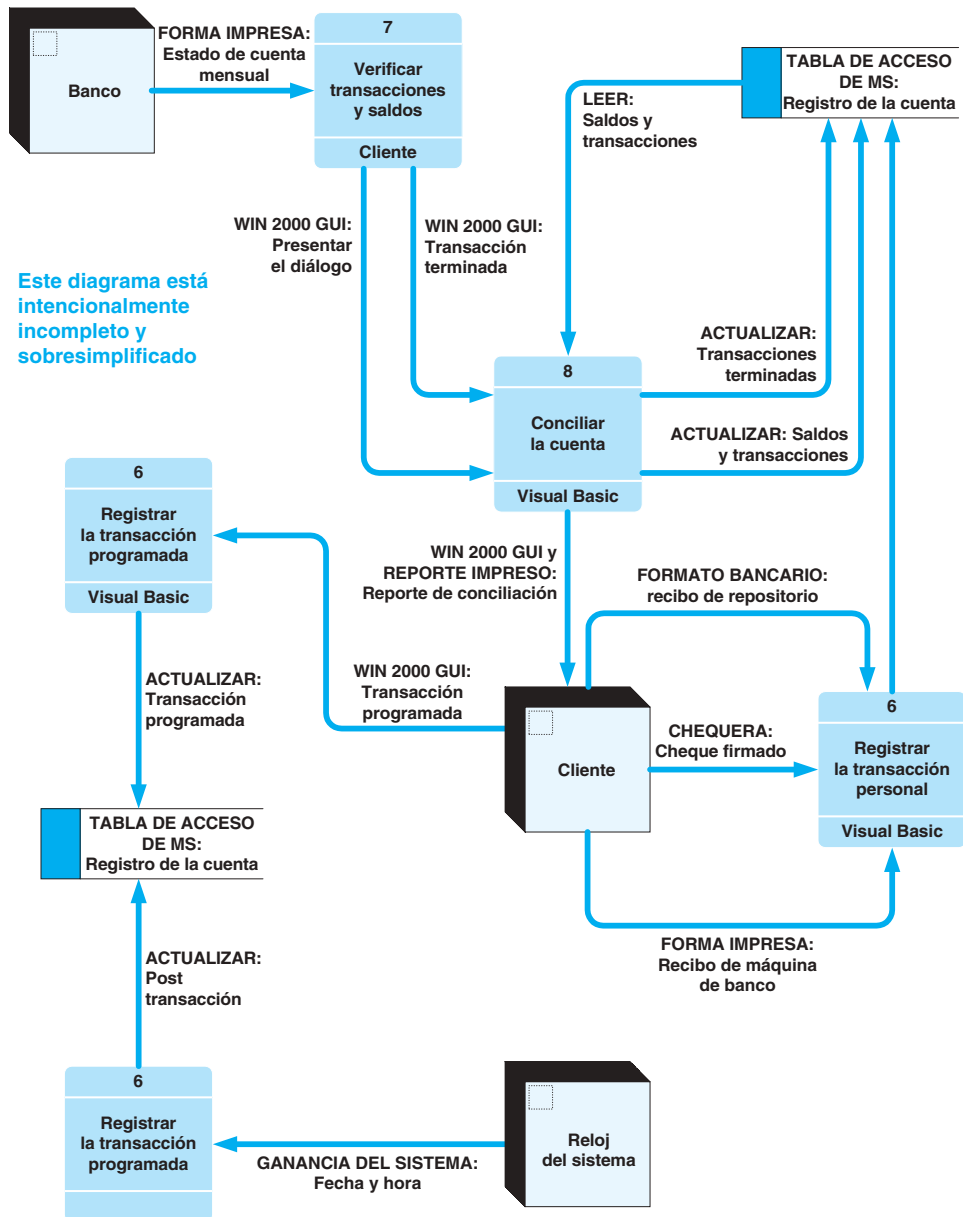 Banco
FORMA IMPRESA:
Estado de cuenta
mensual
7
Verificar
transacciones
y saldos
Cliente
TABLA DE ACCESO
DE MS:
Registro de la cuenta
LEER:
Saldos y
transacciones
WIN 2000 GUI:
Presentar
el diálogo
WIN 2000 GUI:
Transacción
terminada
Este diagrama está
intencionalmente
incompleto y
sobresimplificado
8
Conciliar
la cuenta
Visual Basic
ACTUALIZAR:
Transacciones
terminadas
ACTUALIZAR: Saldos
y transacciones
6
Registrar
la transacción
programada
Visual Basic
WIN 2000 GUI y
REPORTE IMPRESO:
Reporte de conciliación
FORMATO BANCARIO:
recibo de repositorio
ACTUALIZAR:
Transacción
programada
WIN 2000 GUI:
Transacción
programada
Cliente
CHEQUERA:
Cheque firmado
6
Registrar
la transacción
personal
Visual Basic
TABLA DE ACCESO
DE MS:
Registro de la cuenta
FORMA IMPRESA:
Recibo de máquina
de banco
ACTUALIZAR:
Post
transacción
6
Registrar
la transacción
programada
GANANCIA DEL SISTEMA:
Fecha y hora
Reloj
del sistema